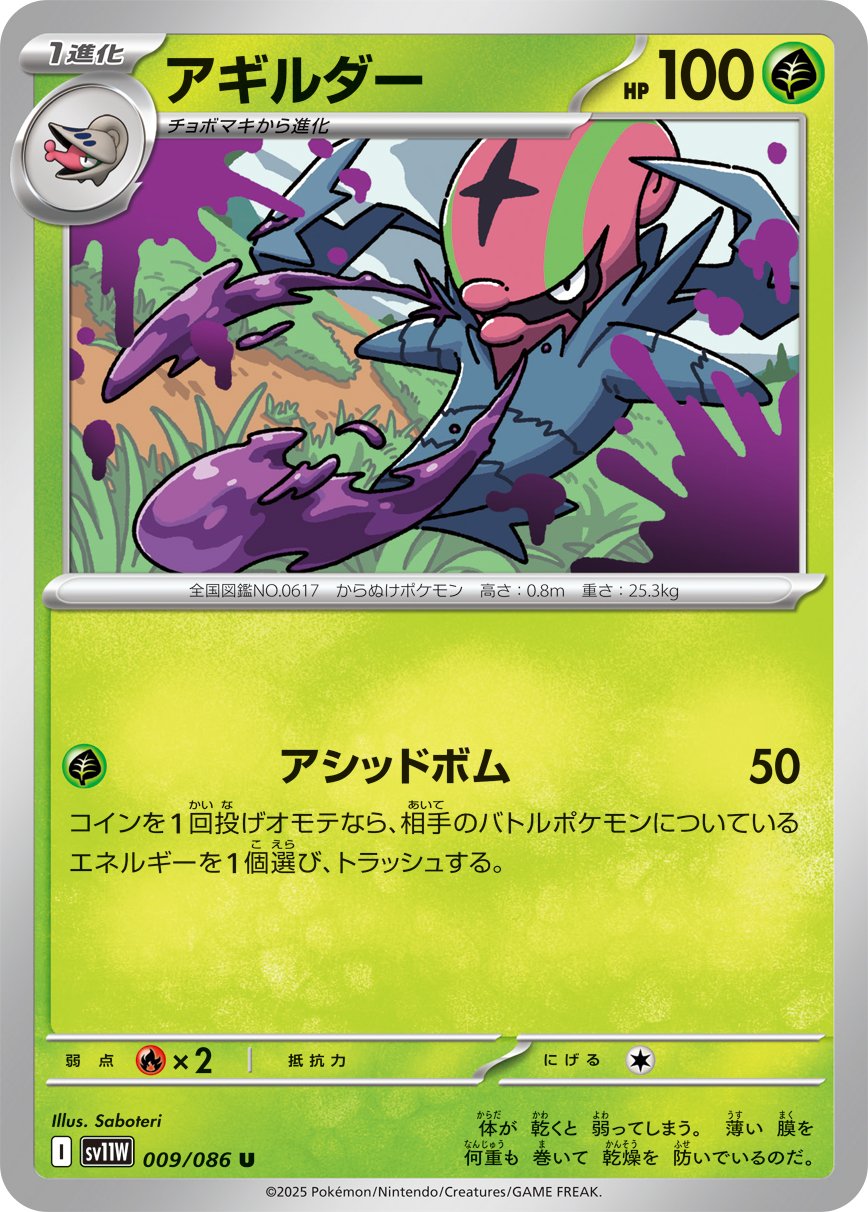 1進化
アギルダー
HP 100
チョボマキから進化
全国図鑑NO.0617 からぬけポケモン 高さ：0.8m 重さ：25.3kg
アシッドボム 50
コインを1回投げオモテなら、相手のバトルポケモンについている
エネルギーを1個選び、トラッシュする。
弱点 ×2 抵抗力 にげる
Illus. Saboteri
I sv11W 009/086 U
体が 乾くと 弱ってしまう。 薄い 膜を
何重も 巻いて 乾燥を 防いでいるのだ。
©2025 Pokémon/Nintendo/Creatures/GAME FREAK.